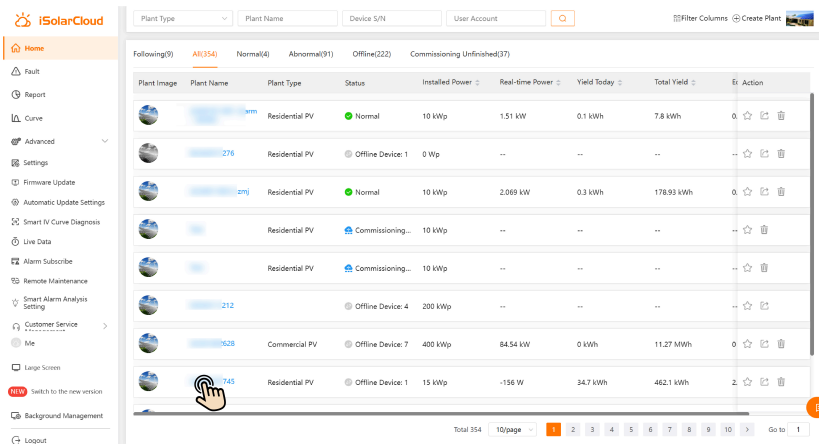 iSolarCloud
Plant Type
Plant Name
Device S/N
User Account
Filter Columns
Create Plant
Home
Fault
Report
Curve
Advanced
Settings
Firmware Update
Automatic Update Settings
Smart IV Curve Diagnosis
Live Data
Alarm Subscribe
Remote Maintenance
Smart Alarm Analysis
Setting
Customer Service
Me
Large Screen
NEW Switch to the new version
Background Management
Logout
Following(9) All(354) Normal(4) Abnormal(91) Offline(222) Commissioning Unfinished(37)
Plant Image Plant Name Plant Type Status Installed Power Real-time Power Yield Today Total Yield Action
arm
Residential PV Normal 10 kWp 1.51 kW 0.1 kWh 7.8 kWh 0.
276 Residential PV Offline Device: 1 0 Wp -- -- -- --
zmj Residential PV Normal 10 kWp 2.069 kW 0.3 kWh 178.93 kWh 0.
Residential PV Commissioning... 10 kWp -- -- -- --
Residential PV Commissioning... 10 kWp -- -- -- --
212 Offline Device: 4 200 kWp -- -- -- --
2628 Commercial PV Offline Device: 7 400 kWp 84.54 kW 0 kWh 11.27 MWh 0
745 Residential PV Offline Device: 1 15 kWp -156 W 34.7 kWh 462.1 kWh 2.
Total 354 10/page 1 2 3 4 5 6 7 8 9 10 > Go to 1